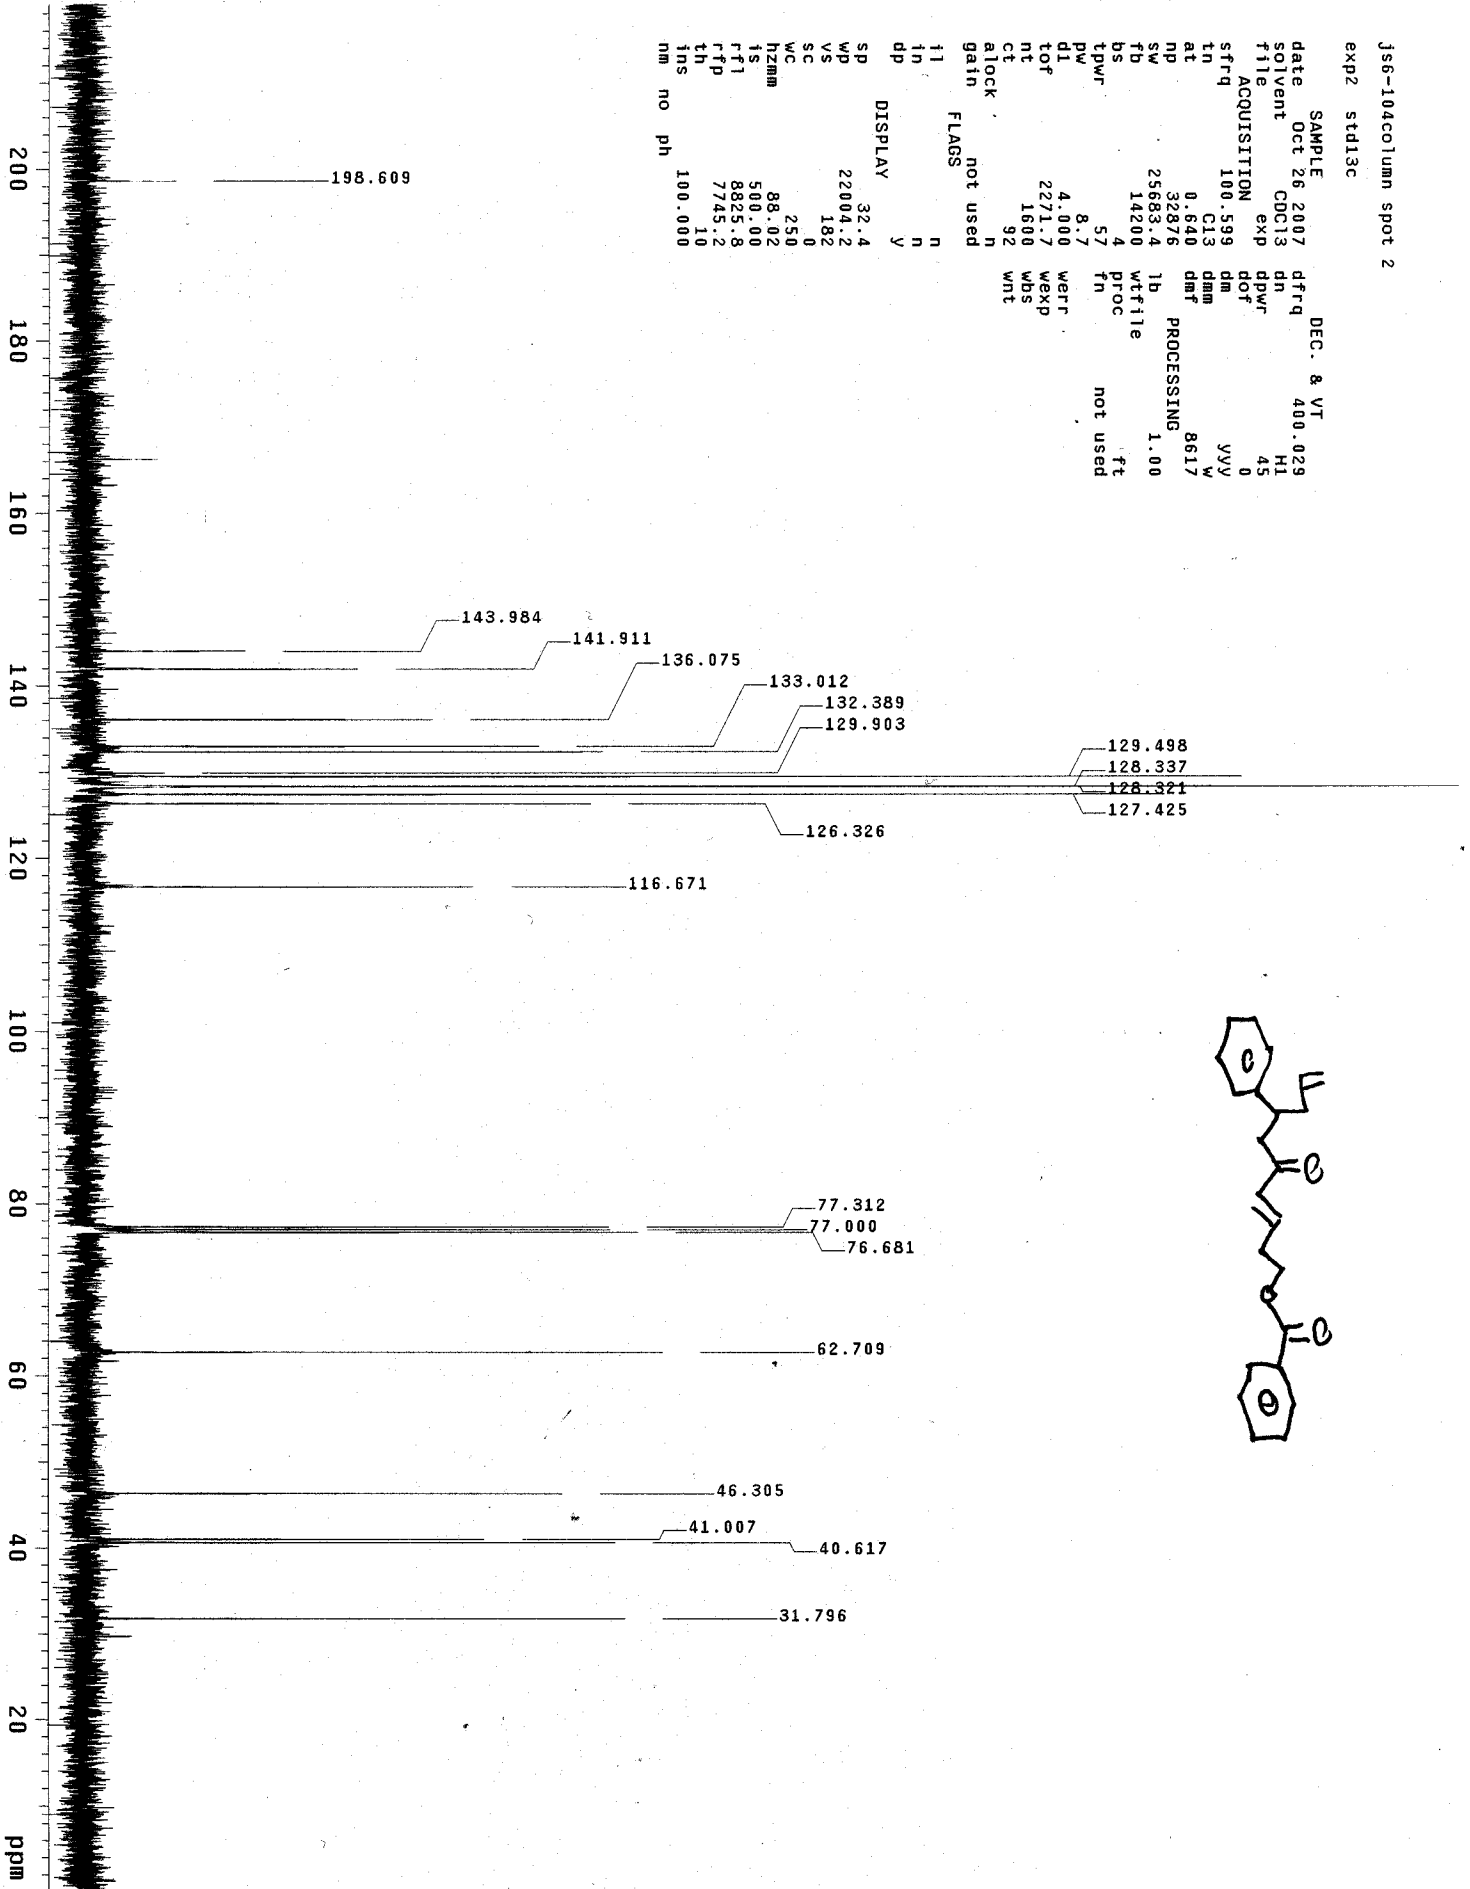 js6-104column spot 2
exp2 std13c
SAMPLE DEC. & VT
date Oct 26 2007 dfrq 400.029
solvent CDCl3 dn H1
file exp dpwr 45
ACQUISITION dof 0
sfrq 100.599 dm yyy
tn C13 dmm w
at 0.640 dmf 8617
np 32876 PROCESSING
sw 25683.4 lb 1.00
fb 14200 wtfile
bs 4 proc ft
tpwr 57 fn not used
pw 8.7
d1 4.000 werr
tof 2271.7 wexp
nt 1600 wbs
ct 92 wnt
alock n
gain not used
FLAGS
il n
in n
dp y
DISPLAY
sp 32.4
wp 22004.2
vs 182
sc 0
wc 250
hzmm 88.02
is 500.00
rfl 8825.8
rfp 7745.2
th 10
ins 100.000
nm no ph
O
O
O
198.609
143.984
141.911
136.075
133.012
132.389
129.903
129.498
128.337
128.321
127.425
126.326
116.671
77.312
77.000
76.681
62.709
46.305
41.007
40.617
31.796
200 180 160 140 120 100 80 60 40 20 ppm